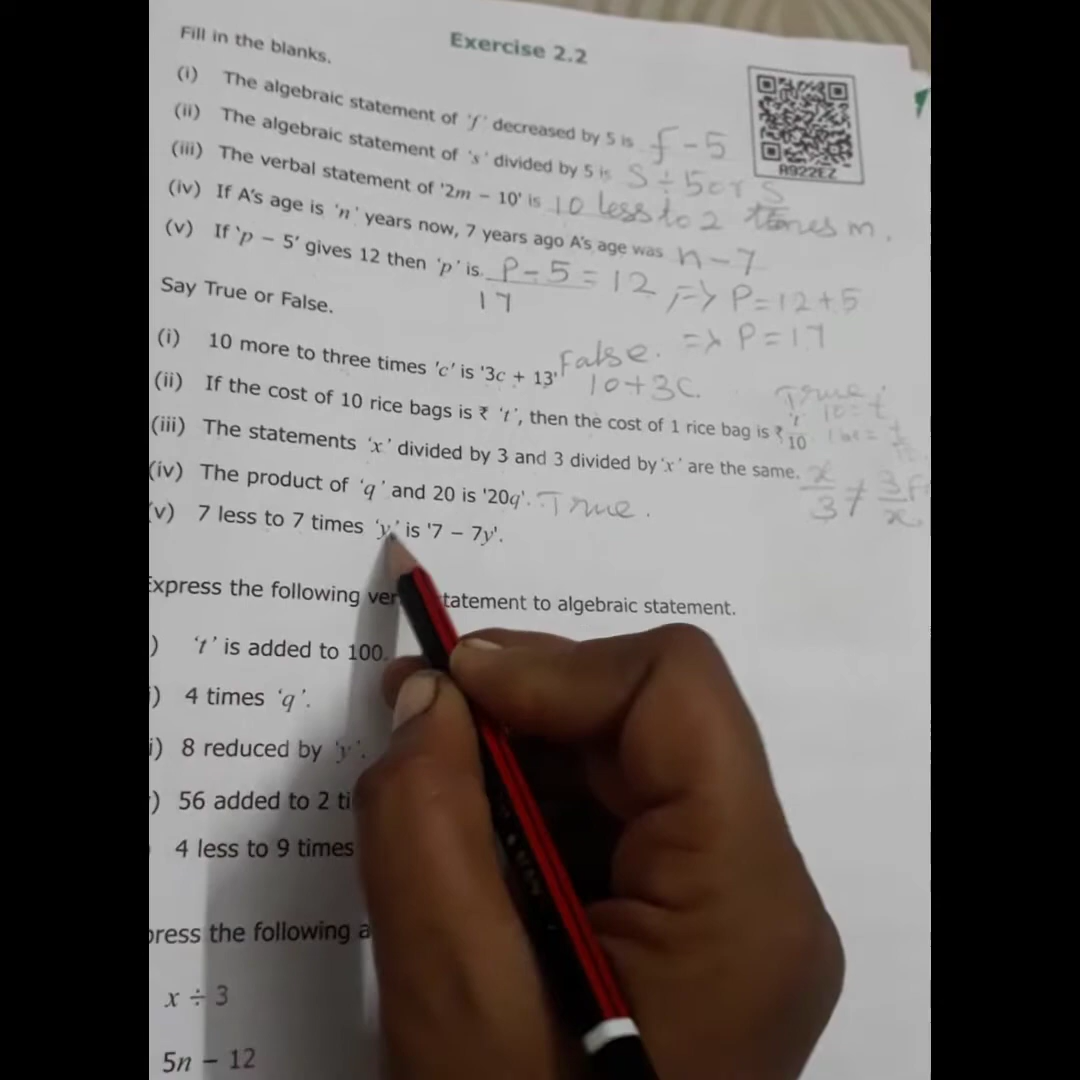 Exercise 2.2
Fill in the blanks.
(i) The algebraic statement of 'f' decreased by 5 is f - 5
(ii) The algebraic statement of 's' divided by 5 is S ÷ 5 or S
(iii) The verbal statement of '2m – 10' is 10 less to 2 times m.
(iv) If A's age is 'n' years now, 7 years ago A's age was n - 7
(v) If 'p – 5' gives 12 then 'p' is P - 5 = 12 => P = 12 + 5
17
=> P = 17
A922EZ
Say True or False.
(i) 10 more to three times 'c' is '3c + 13' False.
10 + 3C.
(ii) If the cost of 10 rice bags is ₹ 't', then the cost of 1 rice bag is ₹ 't'/10 True
10 = t
(iii) The statements 'x' divided by 3 and 3 divided by 'x' are the same. x/3 ≠ 3/x
(iv) The product of 'q' and 20 is '20q'. True.
(v) 7 less to 7 times 'y' is '7 – 7y'.
Express the following ver tatement to algebraic statement.
) 't' is added to 100.
) 4 times 'q'.
i) 8 reduced by 'y'.
) 56 added to 2 ti
4 less to 9 times
press the following a
x ÷ 3
5n – 12